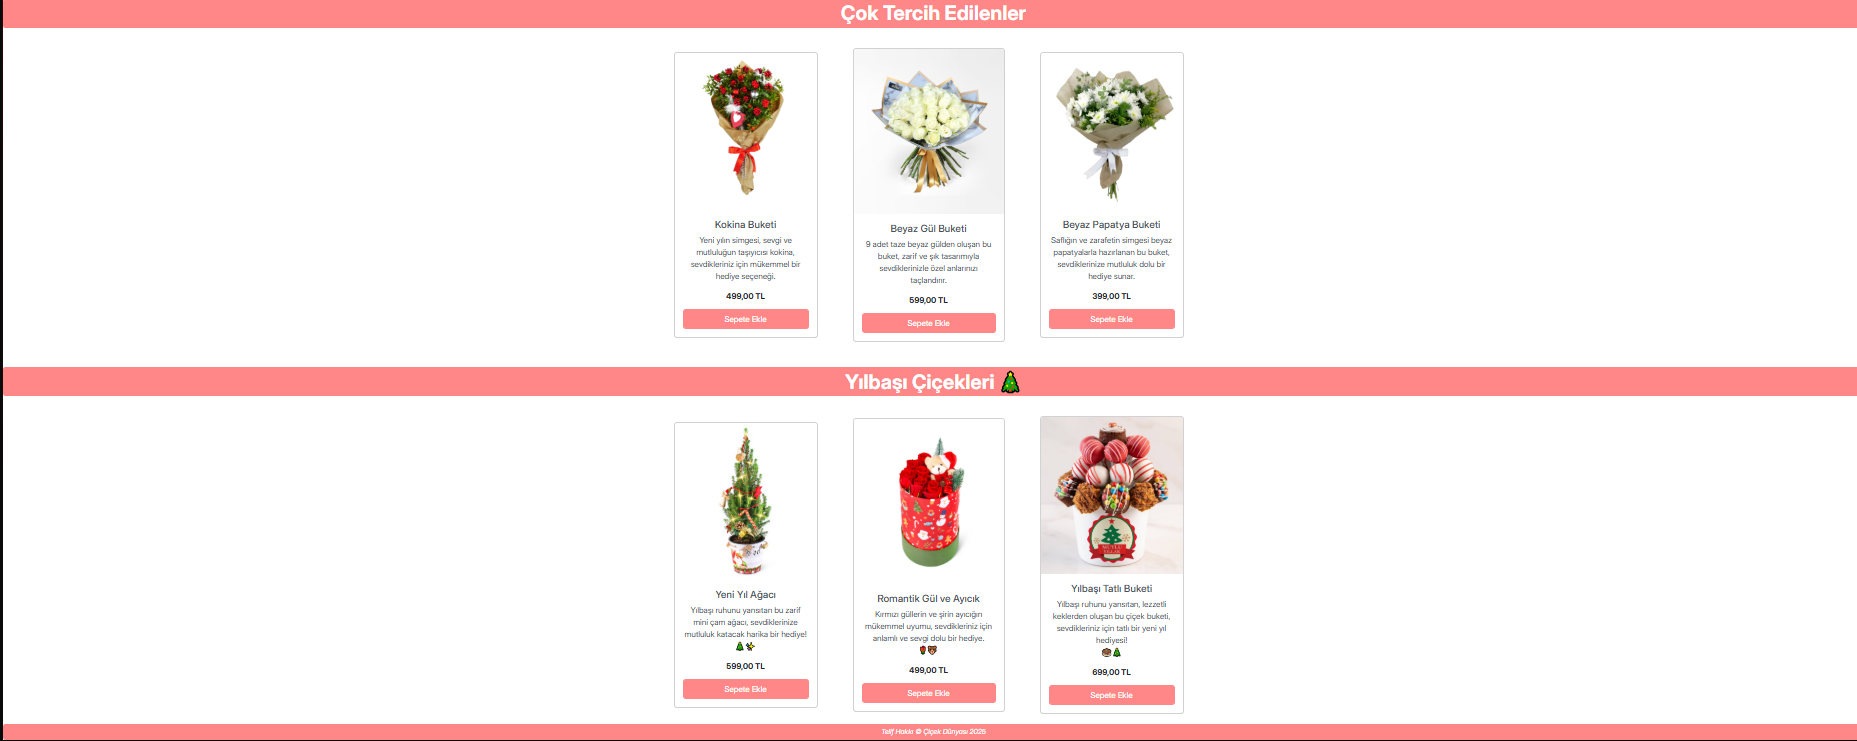 Çok Tercih Edilenler
Kokina Buketi
Yeni yılın simgesi, sevgi ve
mutluluğun taşıyıcısı kokina,
sevdikleriniz için mükemmel bir
hediye seçeneği.
499,00 TL
Sepete Ekle
Beyaz Gül Buketi
9 adet taze beyaz gülden oluşan bu
buket, zarif ve şık tasarımıyla
sevdiklerinizle özel anlarınızı
taçlandırır.
599,00 TL
Sepete Ekle
Beyaz Papatya Buketi
Saflığın ve zarafetin simgesi beyaz
papatyalarla hazırlanan bu buket,
sevdiklerinize mutluluk dolu bir
hediye sunar.
399,00 TL
Sepete Ekle
Yılbaşı Çiçekleri 🎄
Yeni Yıl Ağacı
Yılbaşı ruhunu yansıtan bu zarif
mini çam ağacı, sevdiklerinize
mutluluk katacak harika bir hediye!
🎄✨
599,00 TL
Sepete Ekle
Romantik Gül ve Ayıcık
Kırmızı güllerin ve şirin ayıcığın
mükemmel uyumu, sevdikleriniz için
anlamlı ve sevgi dolu bir hediye.
🌹🐻
499,00 TL
Sepete Ekle
Yılbaşı Tatlı Buketi
Yılbaşı ruhunu yansıtan, lezzetli
keklerden oluşan bu çiçek buketi,
sevdikleriniz için tatlı bir yeni yıl
hediyesi!
🎄
699,00 TL
Sepete Ekle
Telif Hakkı © Çiçek Dünyası 2025